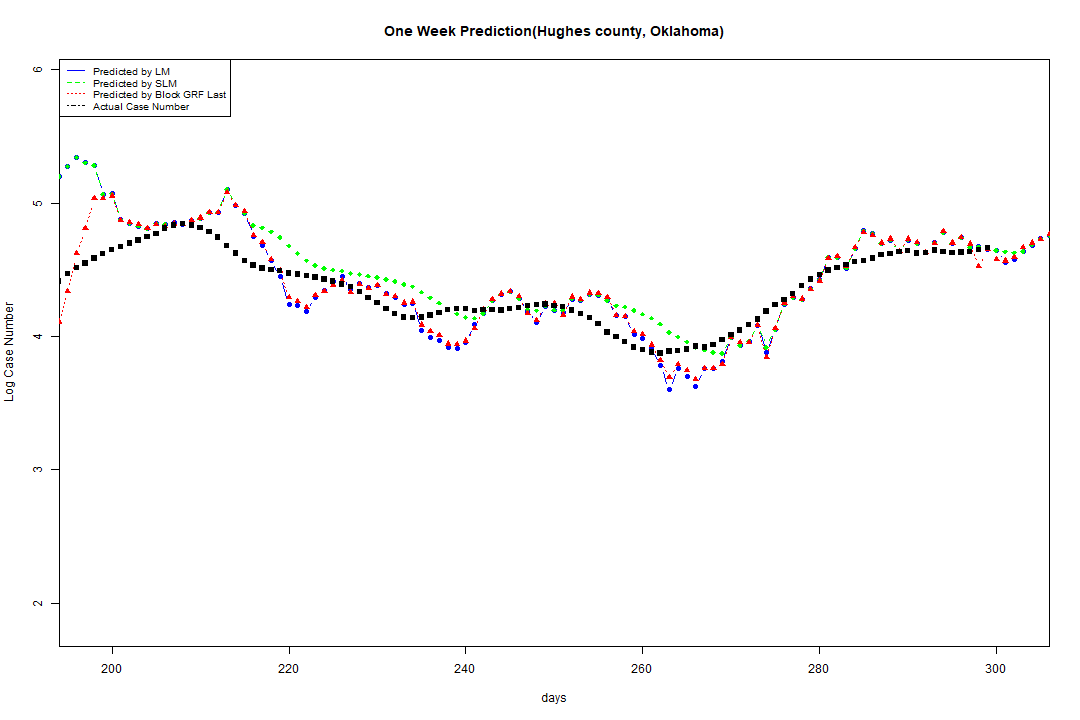 One Week Prediction(Hughes county, Oklahoma)
Predicted by LM
Predicted by SLM
Predicted by Block GRF Last
Actual Case Number
6
5
4
3
2
Log Case Number
200 220 240 260 280 300
days